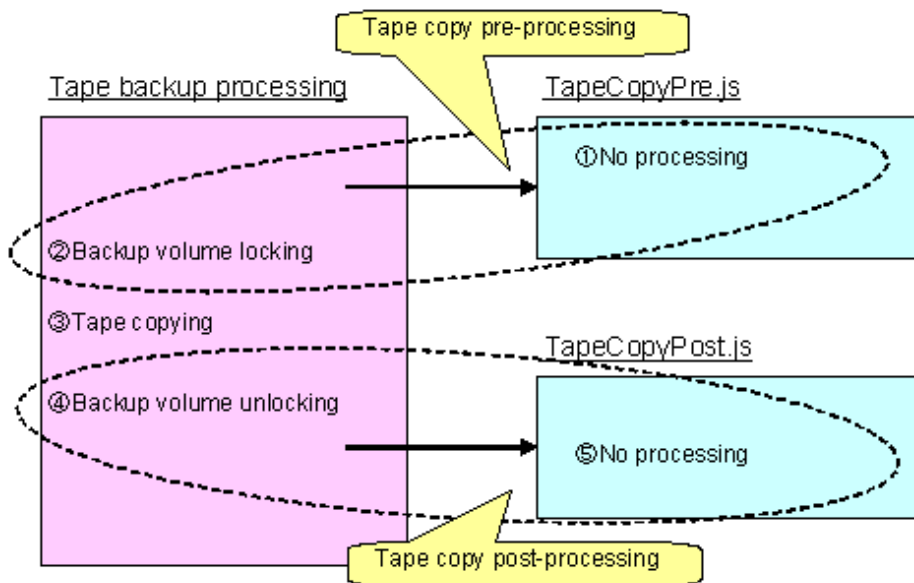 Tape copy pre-processing
Tape backup processing
TapeCopyPre.js
①No processing
②Backup volume locking
③Tape copying
TapeCopyPost.js
④Backup volume unlocking
⑤No processing
Tape copy post-processing